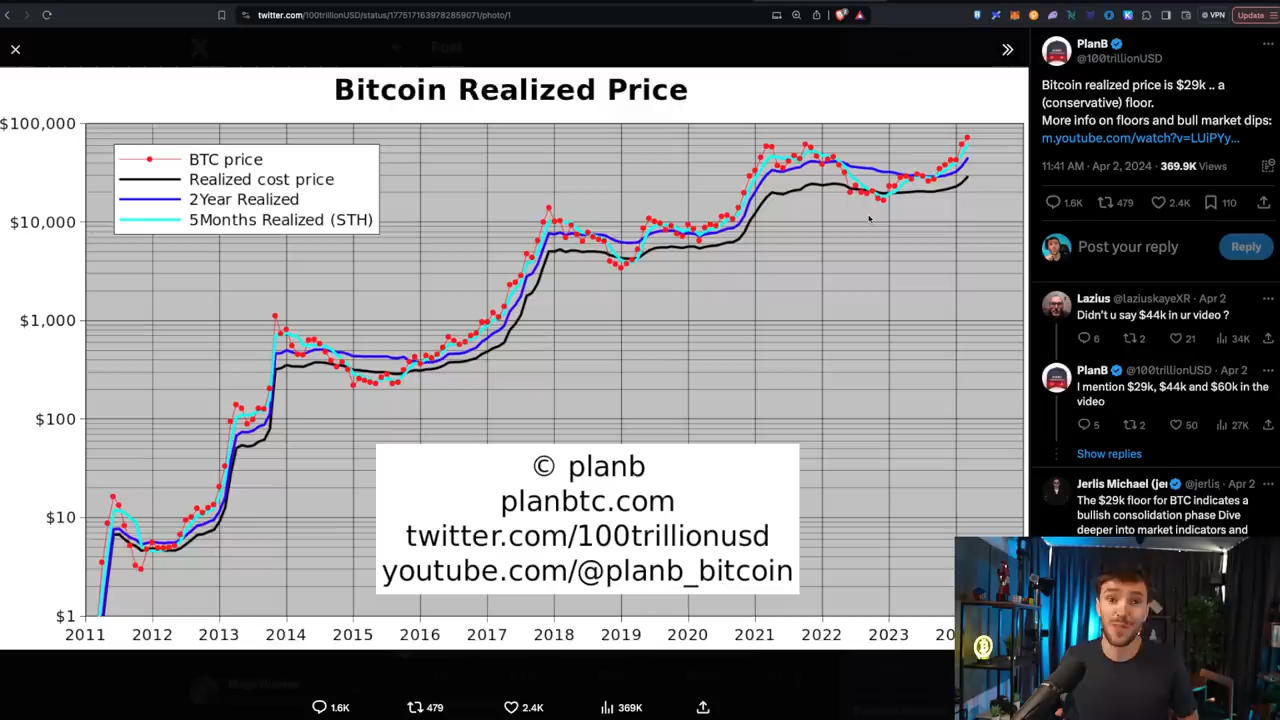 twitter.com/100trillionUSD/status/1775171639782859071/photo/1
VPN
Update
Bitcoin Realized Price
$100,000
$10,000
$1,000
$100
$10
$1
BTC price
Realized cost price
2Year Realized
5Months Realized (STH)
© planb
planbtc.com
twitter.com/100trillionusd
youtube.com/@planb_bitcoin
2011 2012 2013 2014 2015 2016 2017 2018 2019 2020 2021 2022 2023
1.6K 479 2.4K 369K
PlanB
@100trillionUSD
Bitcoin realized price is $29k .. a
(conservative) floor.
More info on floors and bull market dips:
m.youtube.com/watch?v=LUiPYy...
11:41 AM · Apr 2, 2024 · 369.9K Views
1.6K 479 2.4K 110
Post your reply
Reply
Lazius @laziuskayeXR · Apr 2
Didn't u say $44k in ur video ?
6 2 21 34K
PlanB @100trillionUSD · Apr 2
I mention $29k, $44k and $60k in the
video
5 2 50 27K
Show replies
Jerlis Michael (jer @jerlis · Apr 2
The $29k floor for BTC indicates a
bullish consolidation phase Dive
deeper into market indicators and